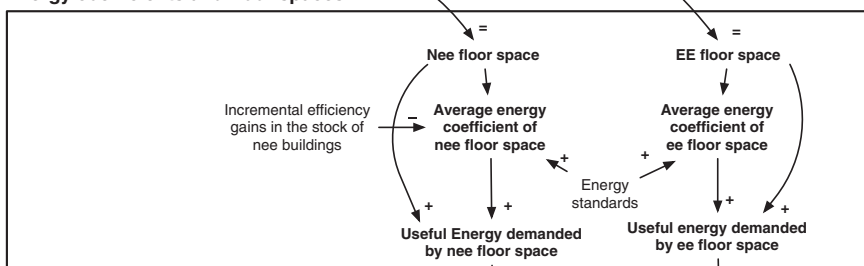 =
=
Nee floor space
EE floor space
Incremental efficiency
gains in the stock of
nee buildings
–
Average energy
coefficient of
nee floor space
Average energy
coefficient of
ee floor space
+
+
Energy
standards
+
+
+
+
Useful Energy demanded
by nee floor space
Useful energy demanded
by ee floor space